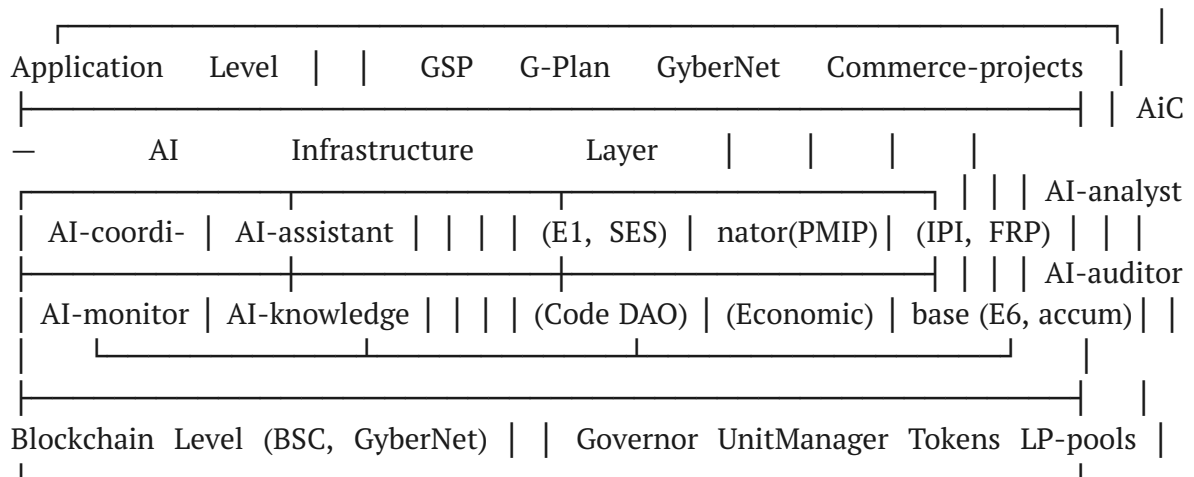 │
Application Level │ │ GSP G-Plan GyberNet Commerce-projects │
│ AiC
— AI Infrastructure Layer │ │ │ │
│ │ │ AI-analyst
│ AI-coordi- │ AI-assistant │ │ │ │ (E1, SES) │ nator(PMIP)│ (IPI, FRP) │ │ │
│ │ │ AI-auditor
│ AI-monitor │ AI-knowledge │ │ │ │ (Code DAO) │ (Economic) │ base (E6, accum)│ │
│ │
│
Blockchain Level (BSC, GyberNet) │ │ Governor UnitManager Tokens LP-pools │